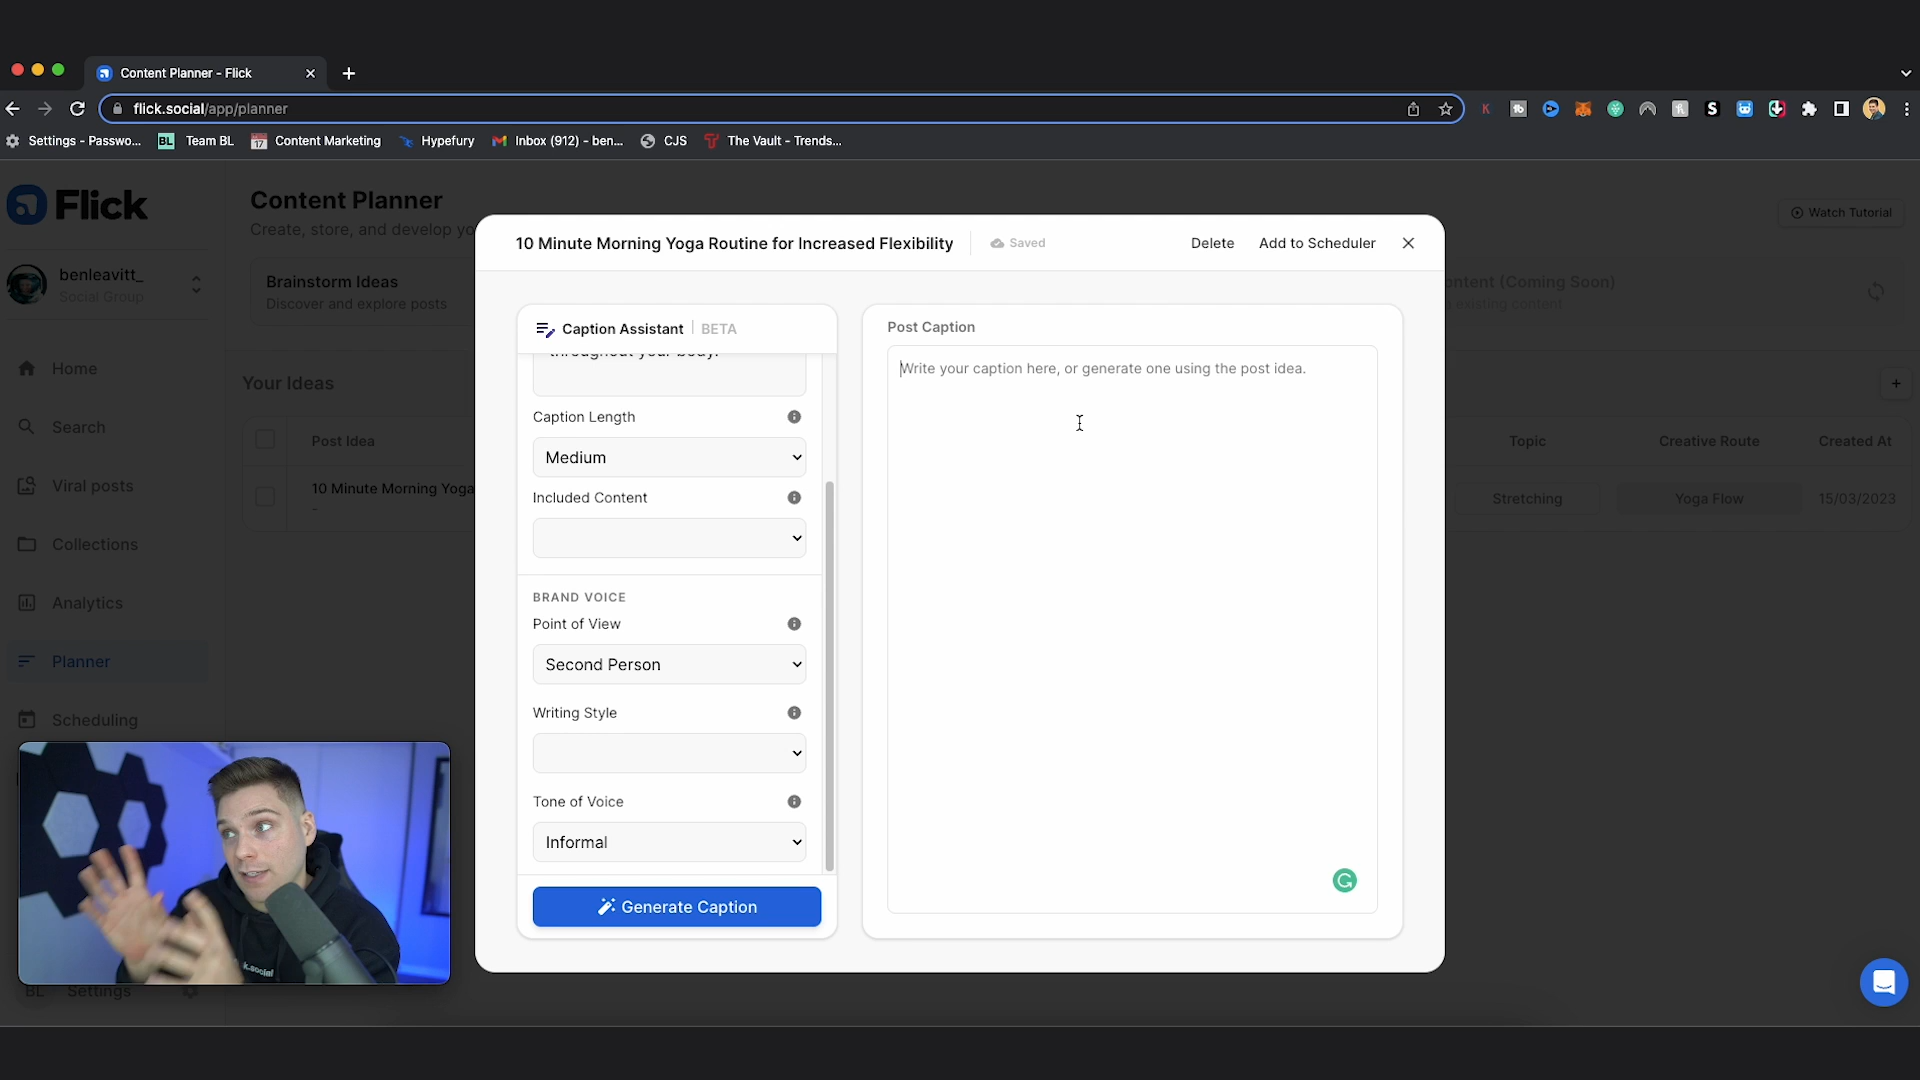 Content Planner - Flick
flick.social/app/planner
Settings - Passwo...
BL Team BL
17 Content Marketing
Hypefury
Inbox (912) - ben...
CJS
The Vault - Trends...
Flick
Content Planner
Create, store, and develop yo
Watch Tutorial
10 Minute Morning Yoga Routine for Increased Flexibility
Saved
Delete
Add to Scheduler
benleavitt_
Social Group
Brainstorm Ideas
Discover and explore posts
ntent (Coming Soon)
existing content
Caption Assistant
BETA
throughout your body.
Post Caption
Write your caption here, or generate one using the post idea.
Home
Your Ideas
Caption Length
Search
Post Idea
Medium
Topic
Creative Route
Created At
Viral posts
10 Minute Morning Yoga
-
Included Content
Stretching
Yoga Flow
15/03/2023
Collections
BRAND VOICE
Analytics
Point of View
Planner
Second Person
Scheduling
Writing Style
Tone of Voice
Informal
Generate Caption
k.social
BL Settings